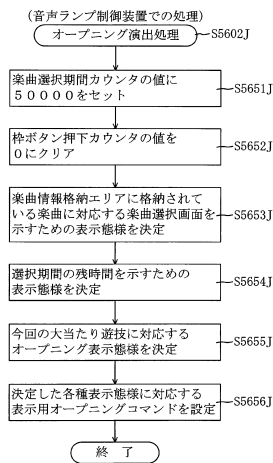 (音声ランプ制御装置での処理)
オープニング演出処理
S5602J
楽曲選択期間カウンタの値に
50000をセット
S5651J
枠ボタン押下カウンタの値を
0にクリア
S5652J
楽曲情報格納エリアに格納されて
いる楽曲に対応する楽曲選択画面を
示すための表示態様を決定
S5653J
選択期間の残時間を示すための
表示態様を決定
S5654J
今回の大当たり遊技に対応する
オープニング表示態様を決定
S5655J
決定した各種表示態様に対応する
表示用オープニングコマンドを設定
S5656J
終了